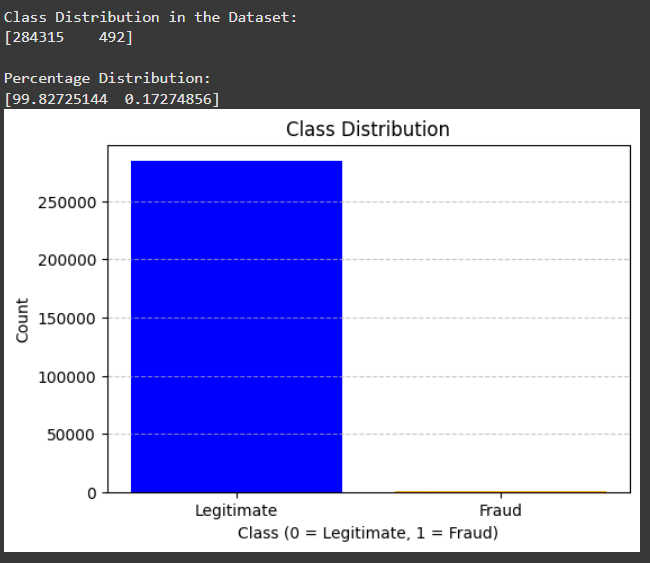 Class Distribution in the Dataset:
[284315    492]
Percentage Distribution:
[99.82725144  0.17274856]
Class Distribution
250000
200000
150000
100000
50000
0
Count
Legitimate
Fraud
Class (0 = Legitimate, 1 = Fraud)